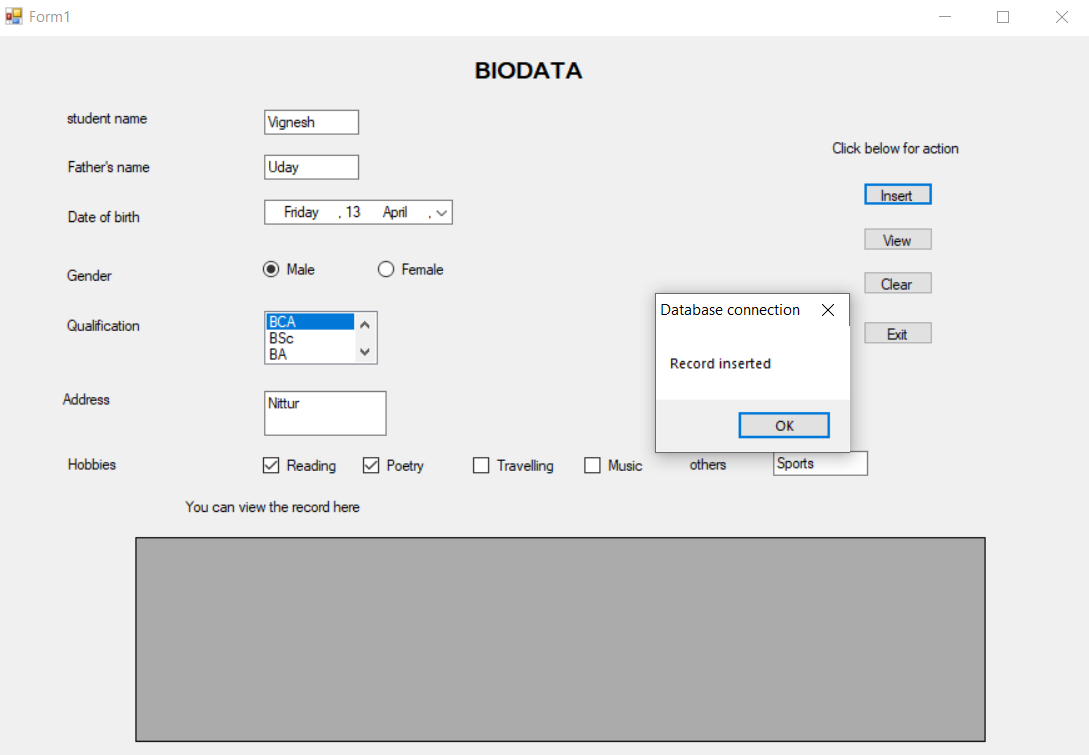 Form1
BIODATA
student name
Vignesh
Click below for action
Father's name
Uday
Insert
Date of birth
Friday , 13 April ,
View
Gender
Male
Female
Clear
Qualification
BCA
BSc
BA
Database connection
Record inserted
OK
Exit
Address
Nittur
Hobbies
Reading
Poetry
Travelling
Music
others
Sports
You can view the record here